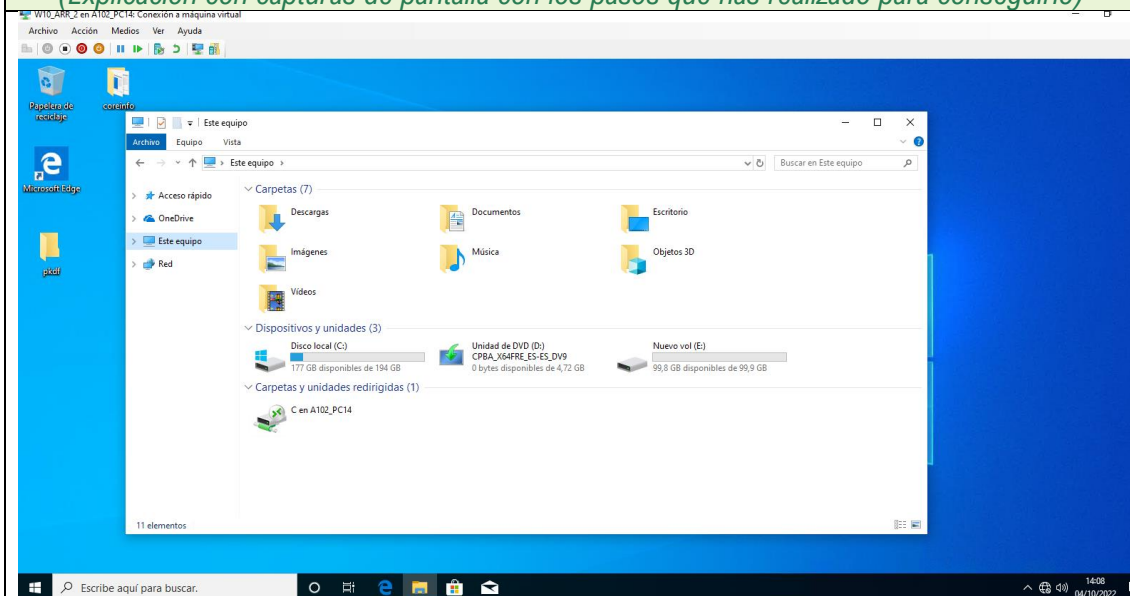 (Explicación con capturas de pantalla con los pasos que has realizado para conseguirlo)
W10_ARR_2 en A102_PC14: Conexión a máquina virtual
Archivo Acción Medios Ver Ayuda
Papelera de
reciclaje
coreinfo
Este equipo
Archivo Equipo Vista
Este equipo
Buscar en Este equipo
Microsoft Edge
Acceso rápido
OneDrive
Este equipo
Red
pkdf
Carpetas (7)
Descargas
Documentos
Escritorio
Imágenes
Música
Objetos 3D
Vídeos
Dispositivos y unidades (3)
Disco local (C:)
177 GB disponibles de 194 GB
Unidad de DVD (D:)
CPBA_X64FRE_ES-ES_DV9
0 bytes disponibles de 4,72 GB
Nuevo vol (E:)
99,8 GB disponibles de 99,9 GB
Carpetas y unidades redirigidas (1)
C en A102_PC14
11 elementos
Escribe aquí para buscar.
14:08
04/10/2022